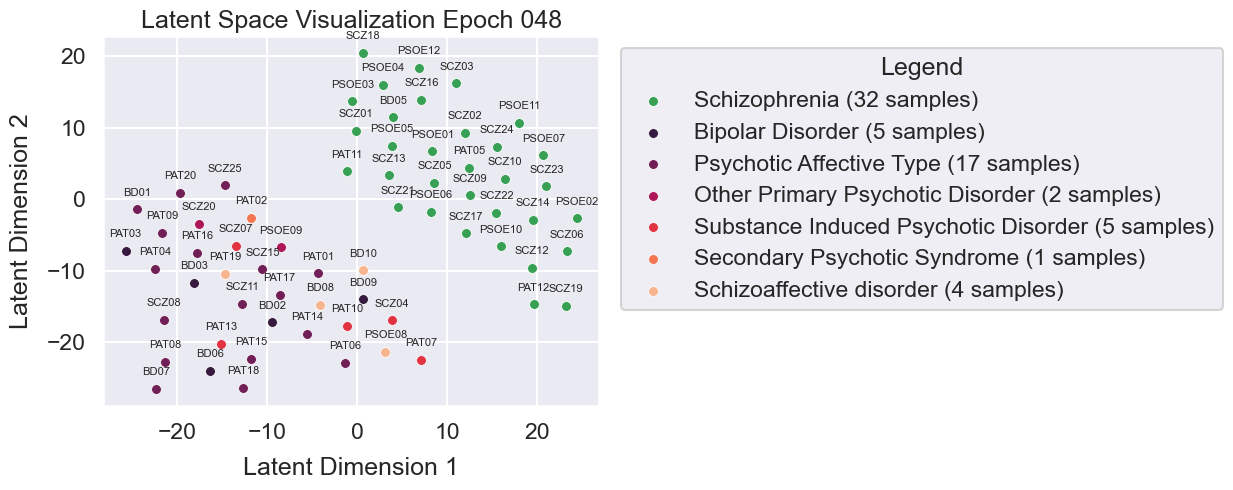 Latent Space Visualization Epoch 048
SCZ18
PSOE12
PSOE04
SCZ03
PSOE03
SCZ16
BD05
PSOE11
SCZ01
SCZ02
PSOE05
PSOE01
SCZ24
PSOE07
PAT11
SCZ13
PAT05
SCZ05
SCZ10
SCZ23
SCZ09
SCZ21
PSOE06
SCZ22
SCZ14
PSOE02
SCZ17
PSOE10
SCZ12
SCZ06
PAT12
SCZ19
SCZ25
PAT20
BD01
SCZ20
PAT02
PAT09
PAT03
PAT16
SCZ07
PSOE09
PAT04
PAT19
SCZ15
BD03
PAT17
PAT01
BD10
SCZ08
SCZ11
BD02
BD08
BD09
PAT13
PAT14
PAT10
SCZ04
PAT08
BD06
PAT15
PAT06
PSOE08
PAT07
BD07
PAT18
20
10
0
−10
−20
−20
−10
0
10
20
Latent Dimension 1
Latent Dimension 2
Legend
Schizophrenia (32 samples)
Bipolar Disorder (5 samples)
Psychotic Affective Type (17 samples)
Other Primary Psychotic Disorder (2 samples)
Substance Induced Psychotic Disorder (5 samples)
Secondary Psychotic Syndrome (1 samples)
Schizoaffective disorder (4 samples)